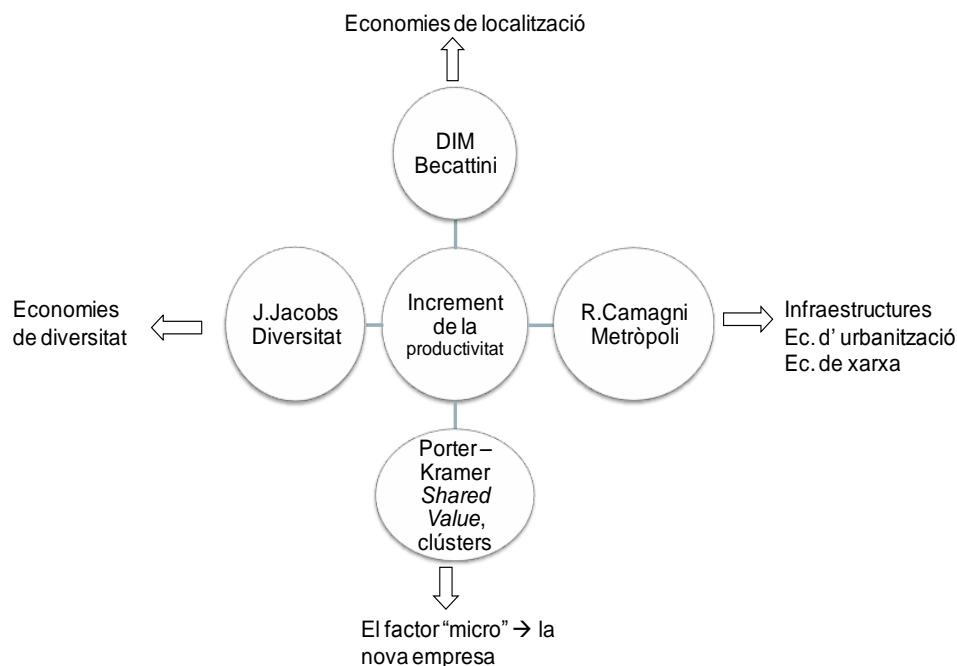 Economies de localització
DIM
Becattini
Economies
de diversitat
J.Jacobs
Diversitat
Increment
de la
productivitat
R.Camagni
Metròpoli
Infraestructures
Ec. d’ urbanització
Ec. de xarxa
Porter –
Kramer
Shared
Value,
clústers
El factor “micro” → la
nova empresa